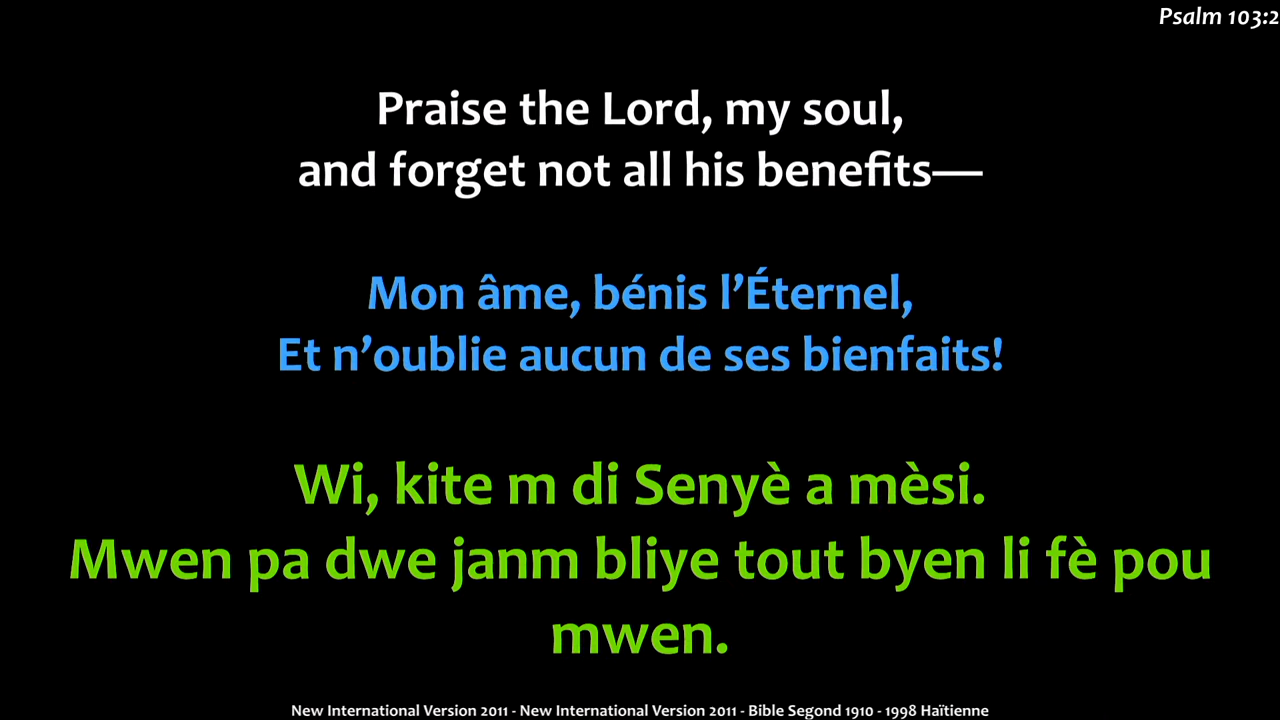 Psalm 103:2
Praise the Lord, my soul,
and forget not all his benefits—
Mon âme, bénis l’Éternel,
Et n’oublie aucun de ses bienfaits!
Wi, kite m di Senyè a mèsi.
Mwen pa dwe janm bliye tout byen li fè pou
mwen.
New International Version 2011 - New International Version 2011 - Bible Segond 1910 - 1998 Haïtienne